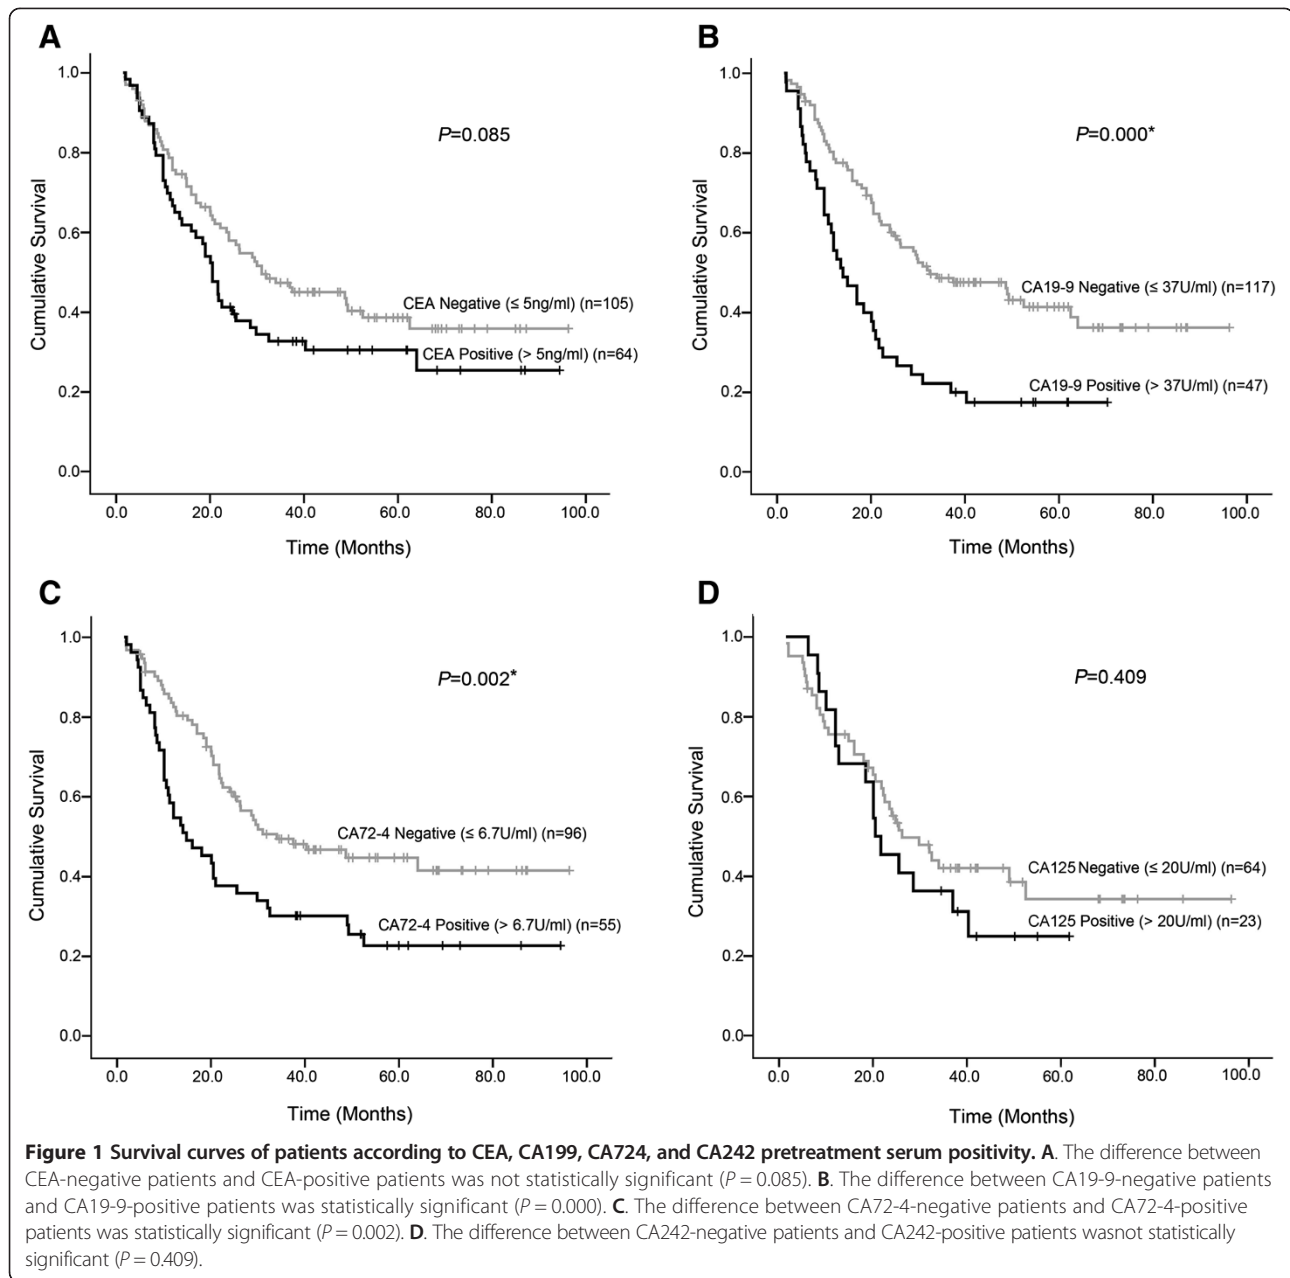 A
1.0
0.8
0.6
0.4
0.2
0.0
Cumulative Survival
P=0.085
CEA Negative (≤ 5ng/ml) (n=105)
CEA Positive (> 5ng/ml) (n=64)
0.0 20.0 40.0 60.0 80.0 100.0
Time (Months)
B
1.0
0.8
0.6
0.4
0.2
0.0
Cumulative Survival
P=0.000*
CA19-9 Negative (≤ 37U/ml) (n=117)
CA19-9 Positive (> 37U/ml) (n=47)
0.0 20.0 40.0 60.0 80.0 100.0
Time (Months)
C
1.0
0.8
0.6
0.4
0.2
0.0
Cumulative Survival
P=0.002*
CA72-4 Negative (≤ 6.7U/ml) (n=96)
CA72-4 Positive (> 6.7U/ml) (n=55)
0.0 20.0 40.0 60.0 80.0 100.0
Time (Months)
D
1.0
0.8
0.6
0.4
0.2
0.0
Cumulative Survival
P=0.409
CA125 Negative (≤ 20U/ml) (n=64)
CA125 Positive (> 20U/ml) (n=23)
0.0 20.0 40.0 60.0 80.0 100.0
Time (Months)
Figure 1 Survival curves of patients according to CEA, CA199, CA724, and CA242 pretreatment serum positivity. A. The difference between
CEA-negative patients and CEA-positive patients was not statistically significant (P = 0.085). B. The difference between CA19-9-negative patients
and CA19-9-positive patients was statistically significant (P = 0.000). C. The difference between CA72-4-negative patients and CA72-4-positive
patients was statistically significant (P = 0.002). D. The difference between CA242-negative patients and CA242-positive patients wasnot statistically
significant (P = 0.409).